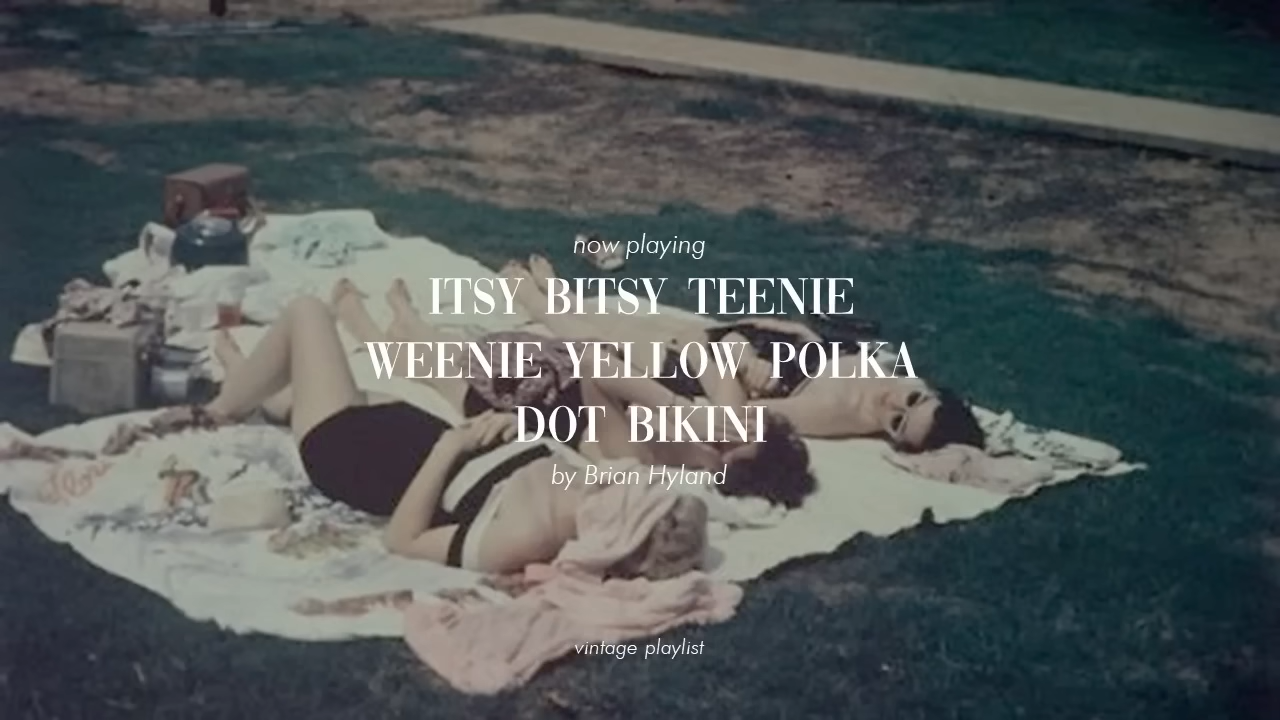 now playing
ITSY BITSY TEENIE
WEENIE YELLOW POLKA
DOT BIKINI
by Brian Hyland
vintage playlist